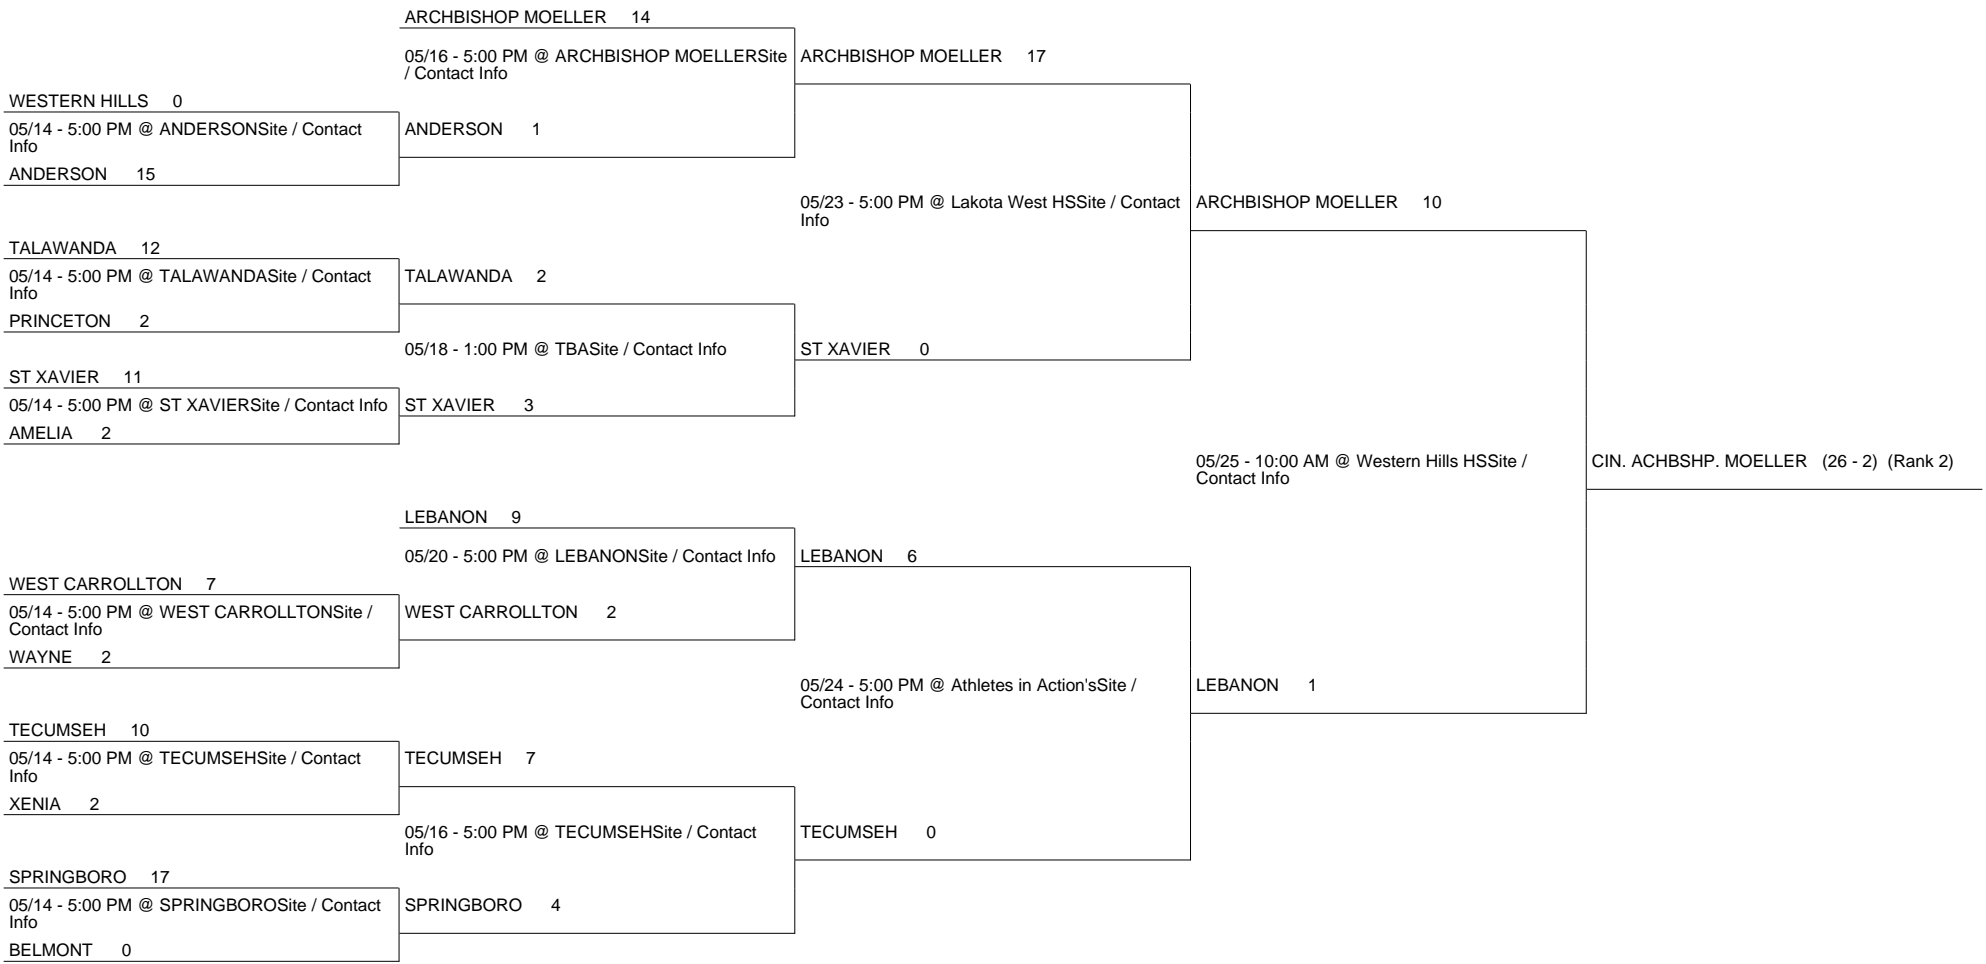 ARCHBISHOP MOELLER 14
05/16 - 5:00 PM @ ARCHBISHOP MOELLERSite
/ Contact Info
ARCHBISHOP MOELLER 17
WESTERN HILLS 0
05/14 - 5:00 PM @ ANDERSONSite / Contact
Info
ANDERSON 1
ANDERSON 15
05/23 - 5:00 PM @ Lakota West HSSite / Contact
Info
ARCHBISHOP MOELLER 10
TALAWANDA 12
05/14 - 5:00 PM @ TALAWANDASite / Contact
Info
TALAWANDA 2
PRINCETON 2
05/18 - 1:00 PM @ TBASite / Contact Info
ST XAVIER 0
ST XAVIER 11
05/14 - 5:00 PM @ ST XAVIERSite / Contact Info
ST XAVIER 3
AMELIA 2
05/25 - 10:00 AM @ Western Hills HSSite /
Contact Info
CIN. ACHBSHP. MOELLER (26 - 2) (Rank 2)
LEBANON 9
05/20 - 5:00 PM @ LEBANONSite / Contact Info
LEBANON 6
WEST CARROLLTON 7
05/14 - 5:00 PM @ WEST CARROLLTONSite /
Contact Info
WEST CARROLLTON 2
WAYNE 2
05/24 - 5:00 PM @ Athletes in Action'sSite /
Contact Info
LEBANON 1
TECUMSEH 10
05/14 - 5:00 PM @ TECUMSEHSite / Contact
Info
TECUMSEH 7
XENIA 2
05/16 - 5:00 PM @ TECUMSEHSite / Contact
Info
TECUMSEH 0
SPRINGBORO 17
05/14 - 5:00 PM @ SPRINGBOROSite / Contact
Info
SPRINGBORO 4
BELMONT 0